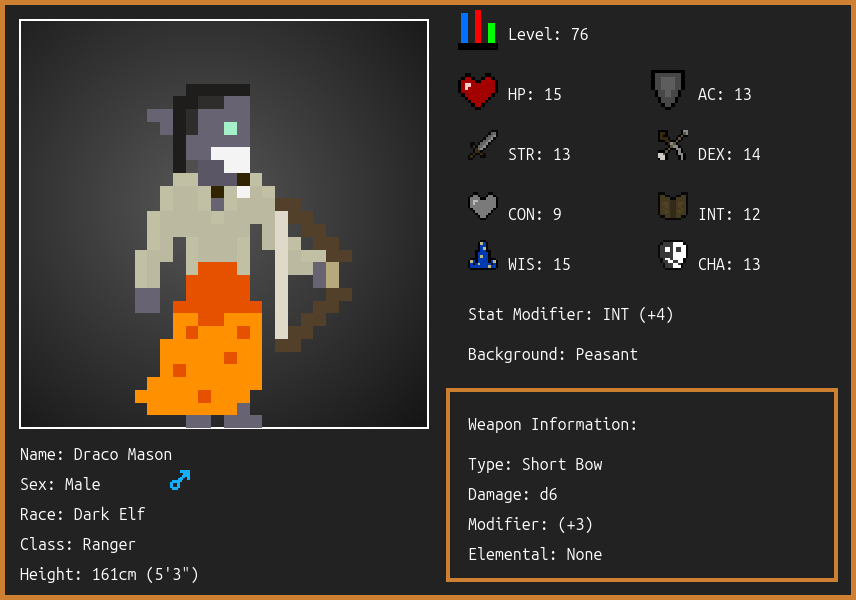 Level: 76
HP: 15
AC: 13
STR: 13
DEX: 14
CON: 9
INT: 12
WIS: 15
CHA: 13
Stat Modifier: INT (+4)
Background: Peasant
Weapon Information:
Type: Short Bow
Damage: d6
Modifier: (+3)
Elemental: None
Name: Draco Mason
Sex: Male
Race: Dark Elf
Class: Ranger
Height: 161cm (5'3")